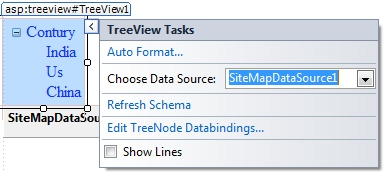 asp:treeview#TreeView1
Contury
India
Us
China
SiteMapDataSou
TreeView Tasks
Auto Format...
Choose Data Source: SiteMapDataSource1
Refresh Schema
Edit TreeNode Databindings...
Show Lines